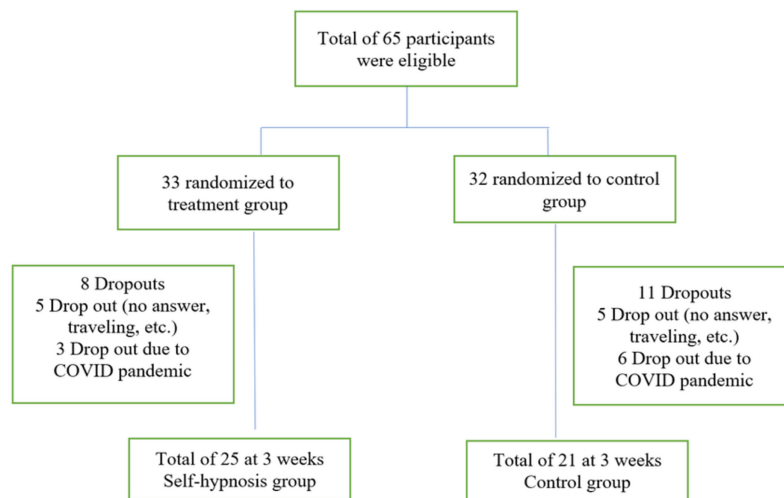 Total of 65 participants
were eligible
33 randomized to
treatment group
32 randomized to control
group
8 Dropouts
5 Drop out (no answer,
traveling, etc.)
3 Drop out due to
COVID pandemic
11 Dropouts
5 Drop out (no answer,
traveling, etc.)
6 Drop out due to
COVID pandemic
Total of 25 at 3 weeks
Self-hypnosis group
Total of 21 at 3 weeks
Control group